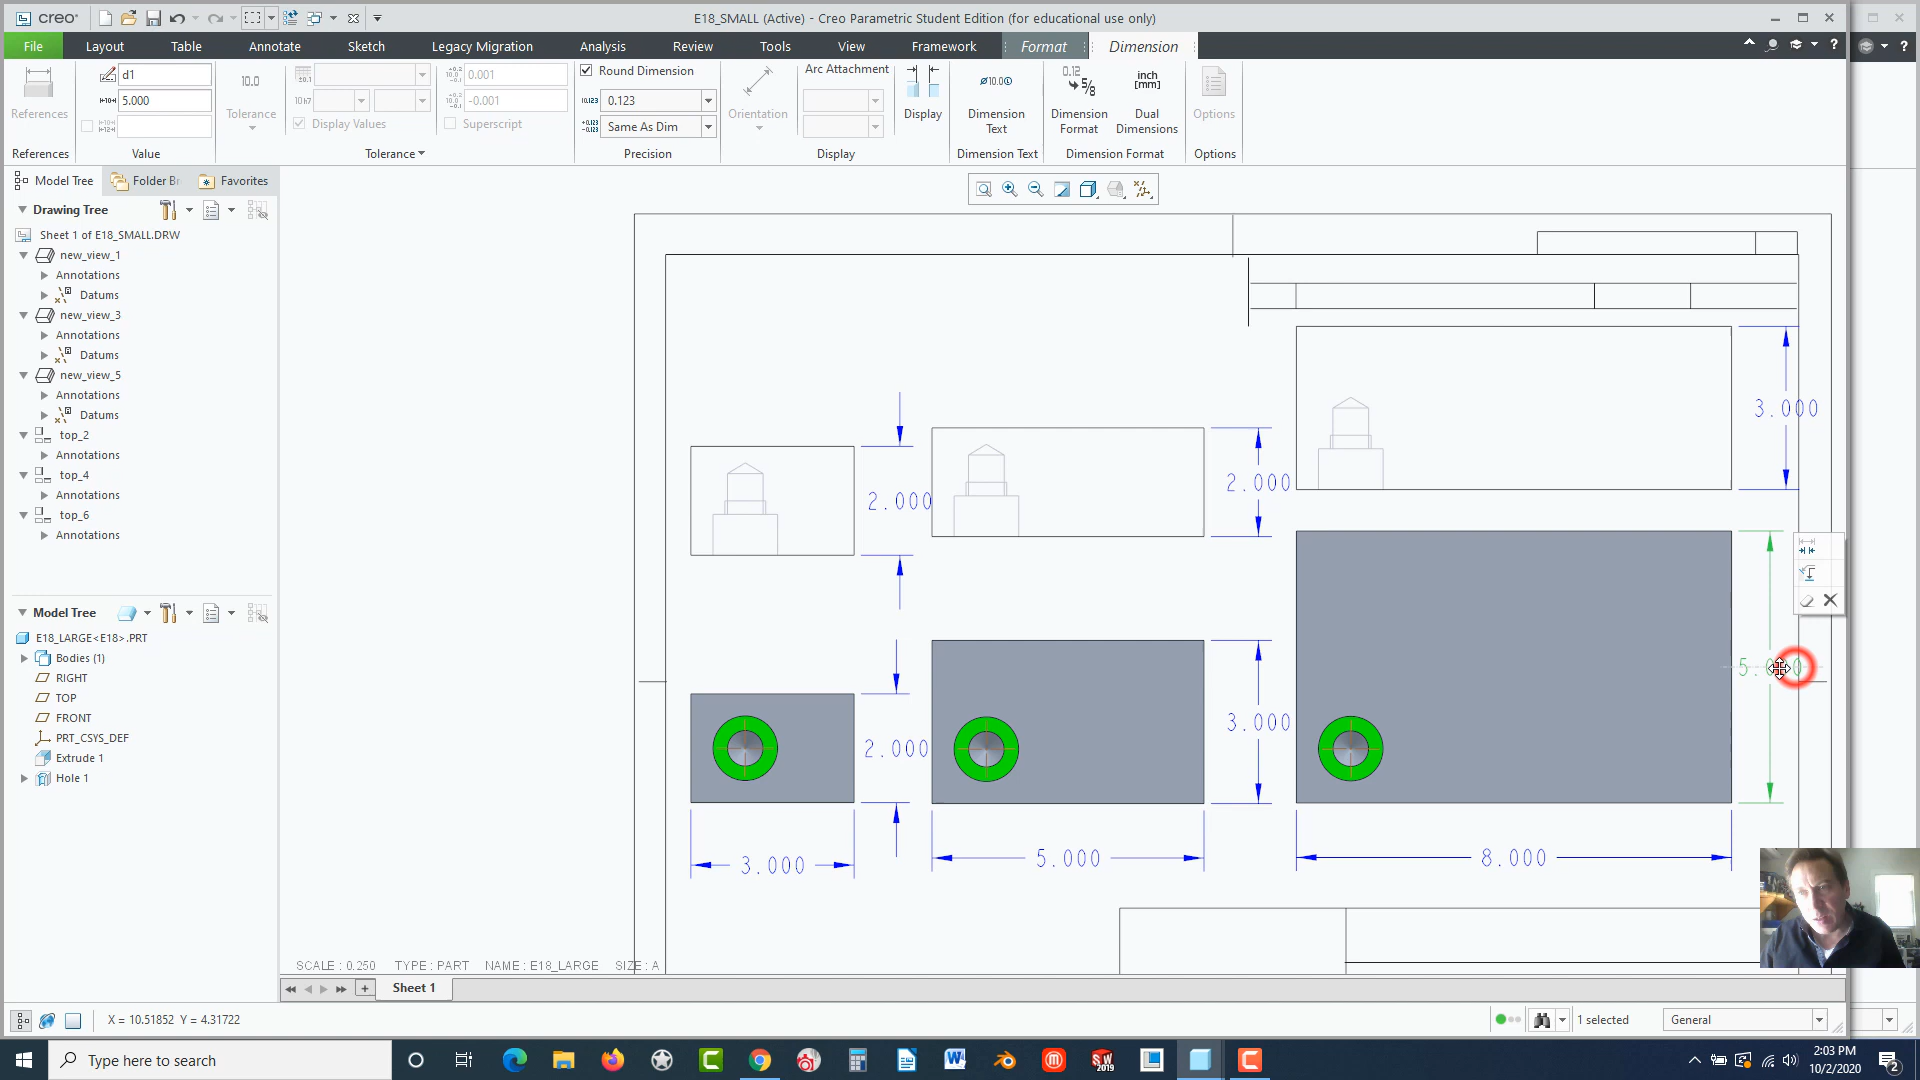 creo
E18_SMALL (Active) - Creo Parametric Student Edition (for educational use only)
File
Layout
Table
Annotate
Sketch
Legacy Migration
Analysis
Review
Tools
View
Framework
Format
Dimension
References
d1
5.000
10.0
Tolerance
Display Values
0.001
-0.001
Superscript
Round Dimension
0.123
Same As Dim
Orientation
Arc Attachment
Display
Dimension
Text
Dimension
Format
inch
[mm]
Dual
Dimensions
Options
References
Value
Tolerance
Precision
Display
Dimension Text
Dimension Format
Options
Model Tree
Folder Br
Favorites
Drawing Tree
Sheet 1 of E18_SMALL.DRW
new_view_1
Annotations
Datums
new_view_3
Annotations
Datums
new_view_5
Annotations
Datums
top_2
Annotations
top_4
Annotations
top_6
Annotations
Model Tree
E18_LARGE<E18>.PRT
Bodies (1)
RIGHT
TOP
FRONT
PRT_CSYS_DEF
Extrude 1
Hole 1
3.000
2.000
2.000
2.000
3.000
3.000
5.000
8.000
SCALE : 0.250 TYPE : PART NAME : E18_LARGE SIZE : A
Sheet 1
X = 10.51852 Y = 4.31722
1 selected
General
Type here to search
2:03 PM
10/2/2020
2